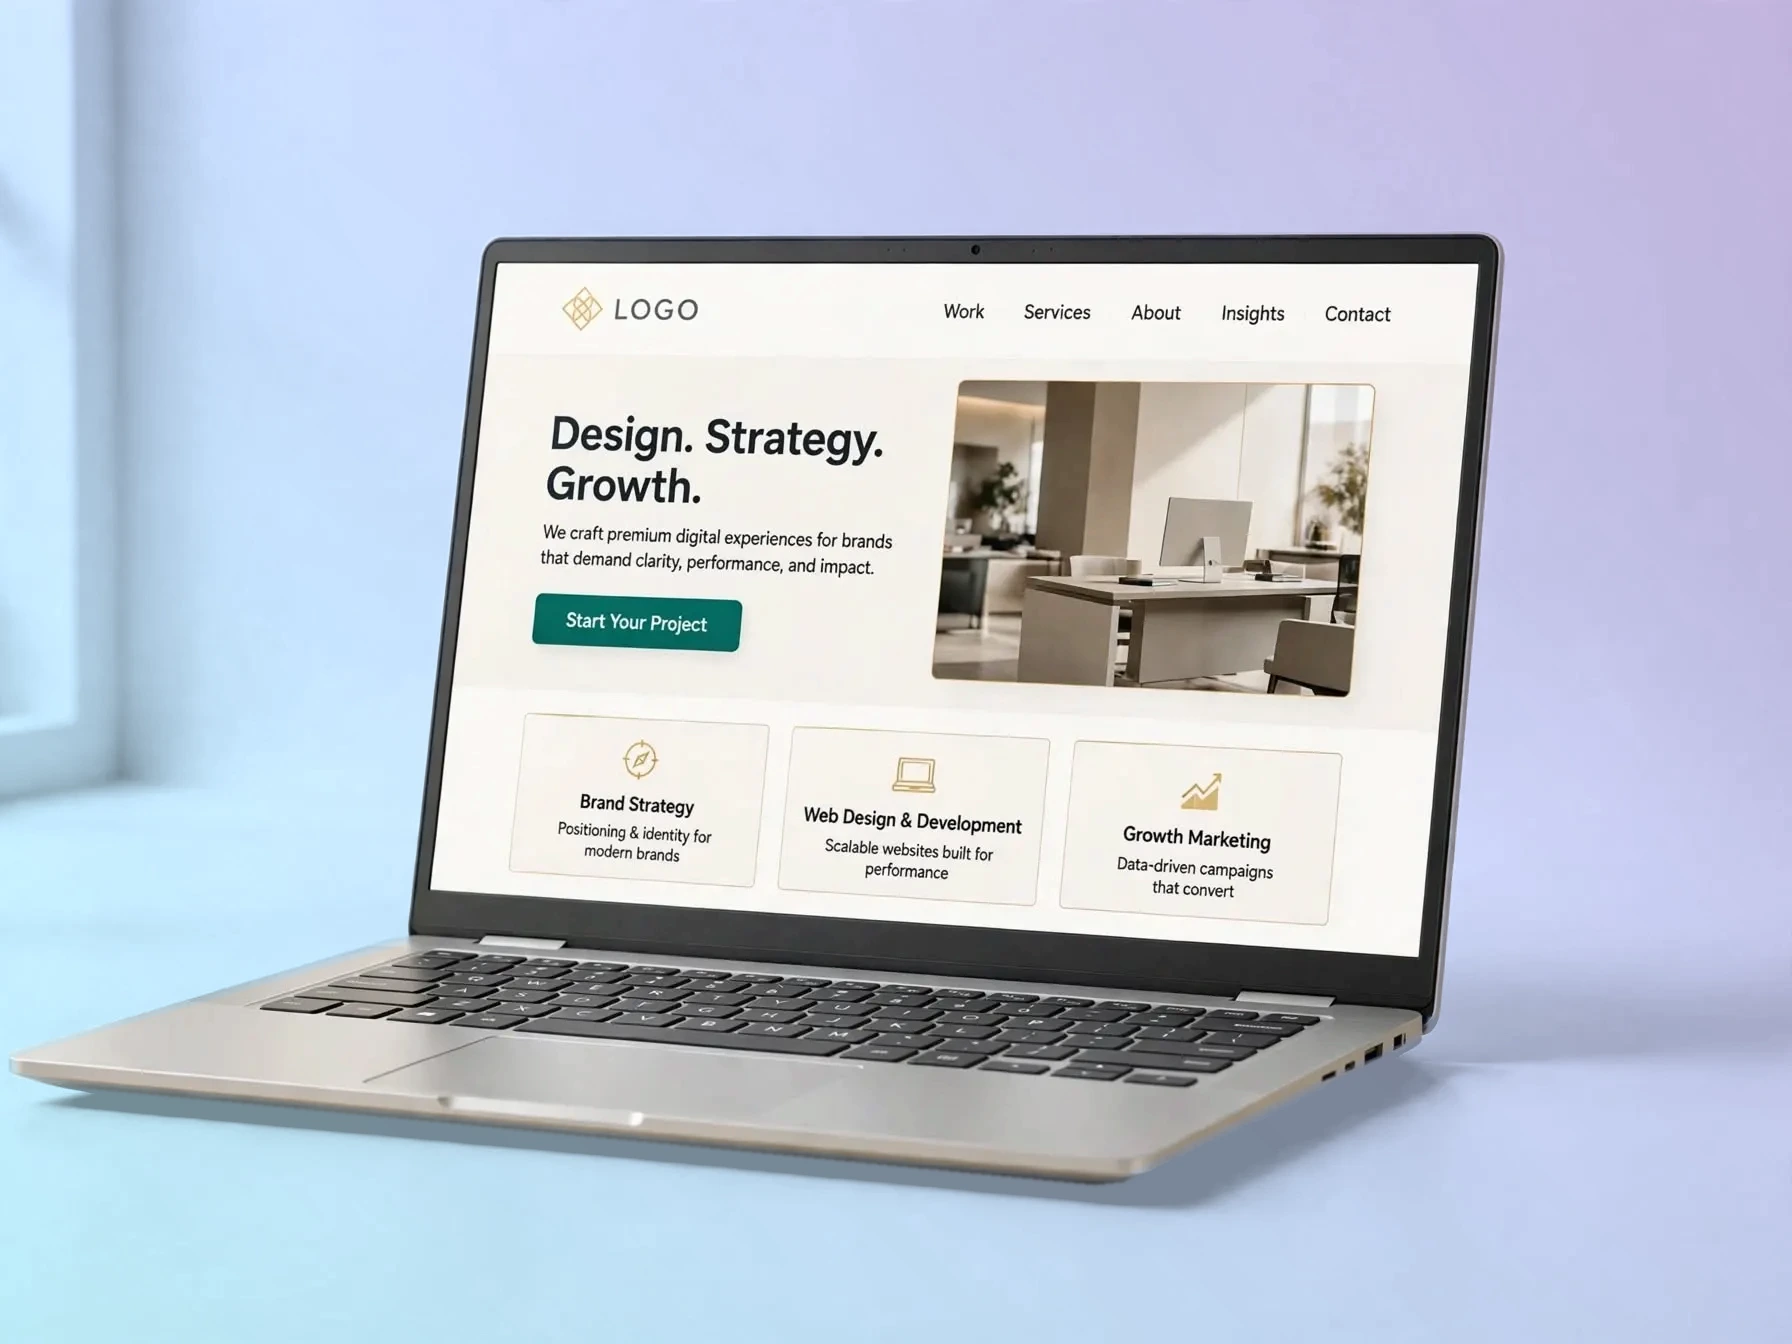 LOGO
Work
Services
About
Insights
Contact
Design. Strategy.
Growth.
We craft premium digital experiences for brands
that demand clarity, performance, and impact.
Start Your Project
Brand Strategy
Positioning & identity for
modern brands
Web Design & Development
Scalable websites built for
performance
Growth Marketing
Data-driven campaigns
that convert